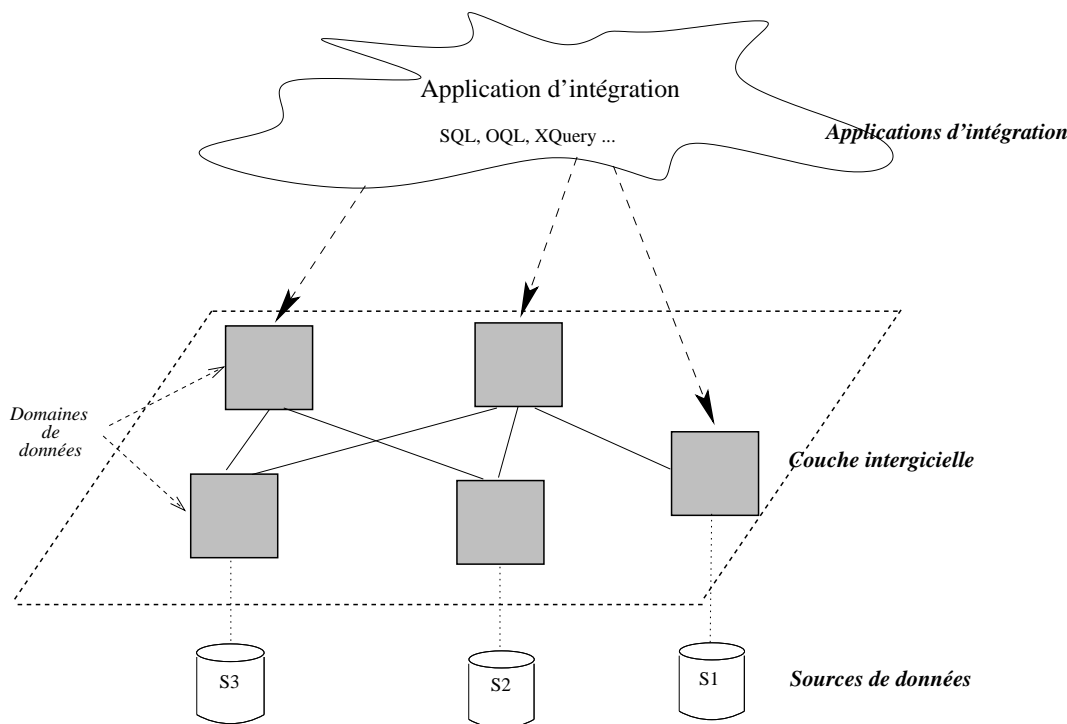 Application d'intégration
SQL, OQL, XQuery ...
Applications d'intégration
Domaines
de
données
Couche intergicielle
S3
S2
S1
Sources de données